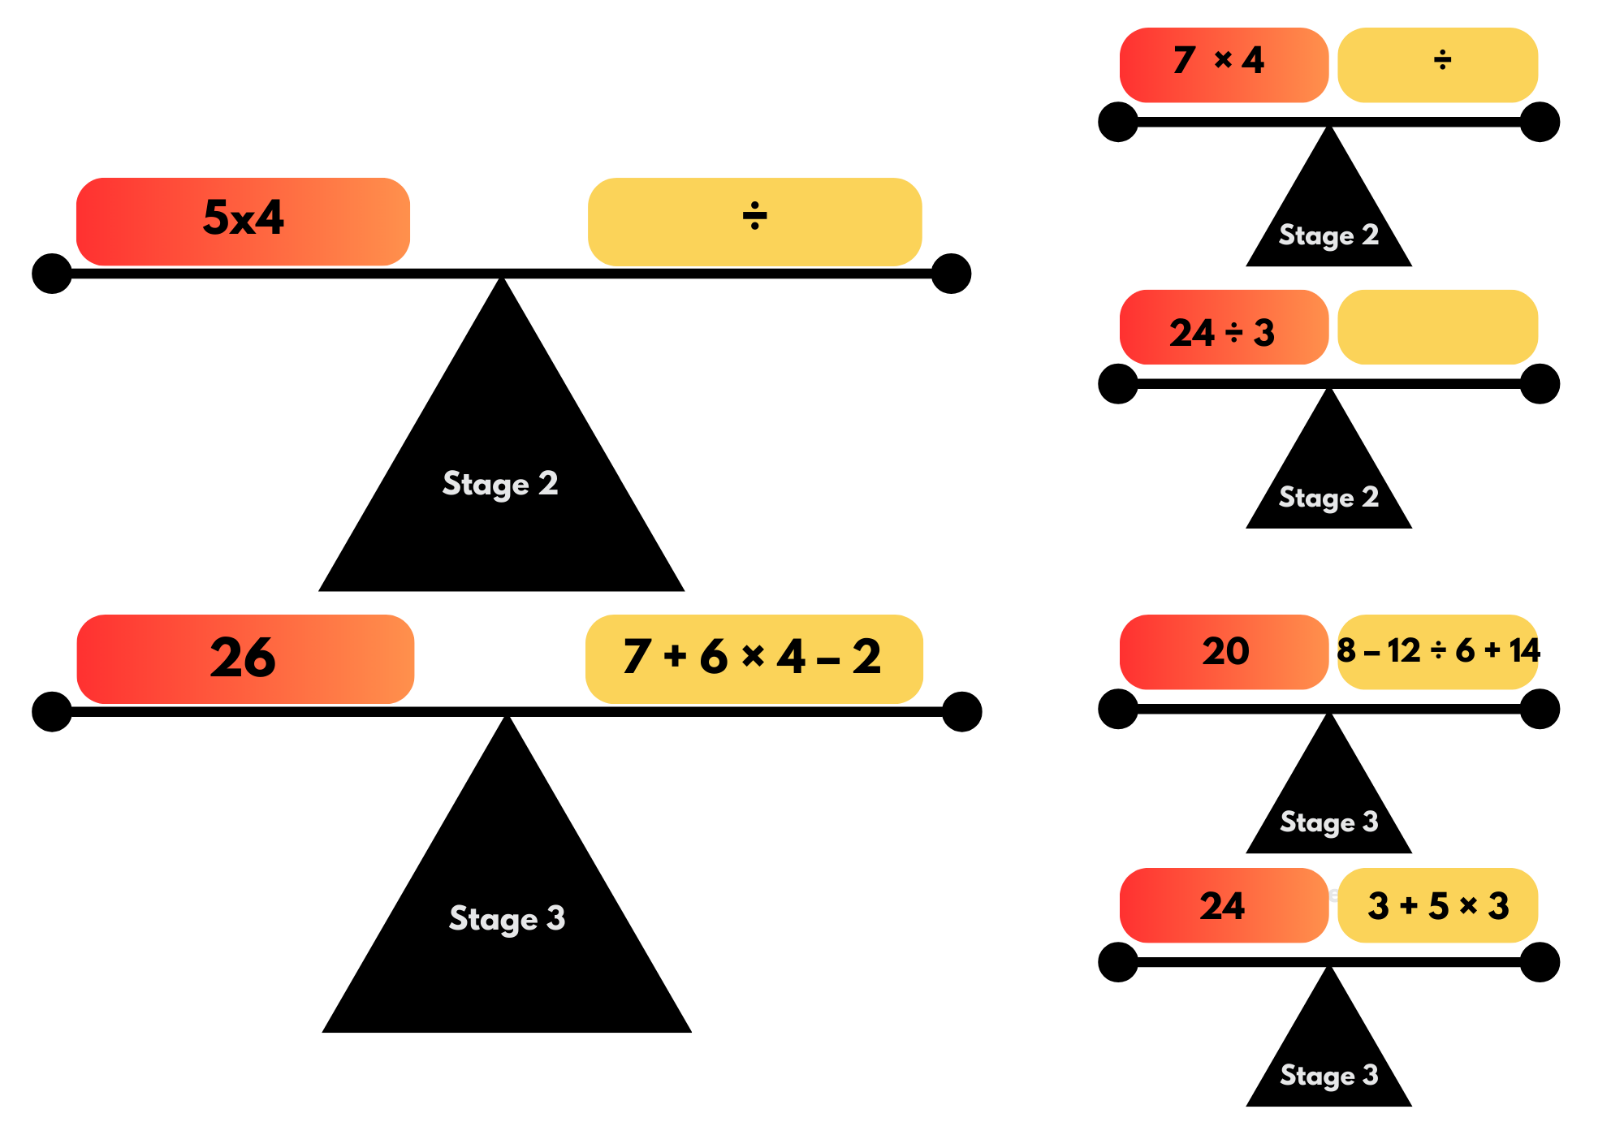 5x4 ÷
Stage 2
26 7 + 6 × 4 – 2
Stage 3
7 × 4 ÷
Stage 2
24 ÷ 3
Stage 2
20 8 – 12 ÷ 6 + 14
Stage 3
24 3 + 5 × 3
Stage 3